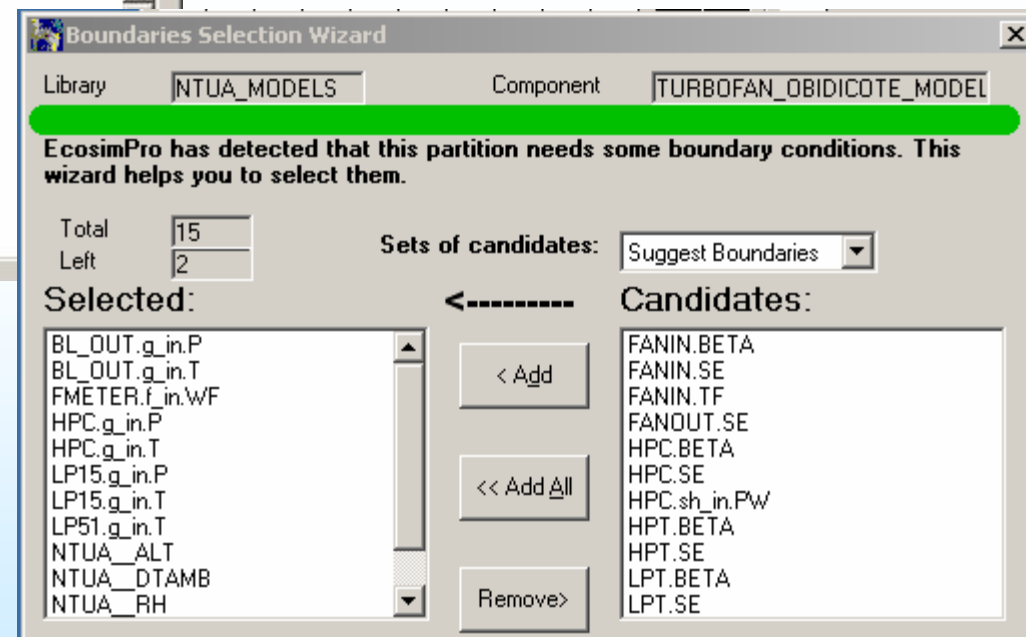 Boundaries Selection Wizard
Library NTUA_MODELS Component TURBOFAN_OBIDICOTE_MODEL
EcosimPro has detected that this partition needs some boundary conditions. This
wizard helps you to select them.
Total 15
Left 2
Sets of candidates: Suggest Boundaries
Selected: <--------- Candidates:
BL_OUT.g_in.P
BL_OUT.g_in.T
FMETER.f_in.WF
HPC.g_in.P
HPC.g_in.T
LP15.g_in.P
LP15.g_in.T
LP51.g_in.T
NTUA__ALT
NTUA__DTAMB
NTUA__RH
< Add
<< Add All
Remove>
FANIN.BETA
FANIN.SE
FANIN.TF
FANOUT.SE
HPC.BETA
HPC.SE
HPC.sh_in.PW
HPT.BETA
HPT.SE
LPT.BETA
LPT.SE